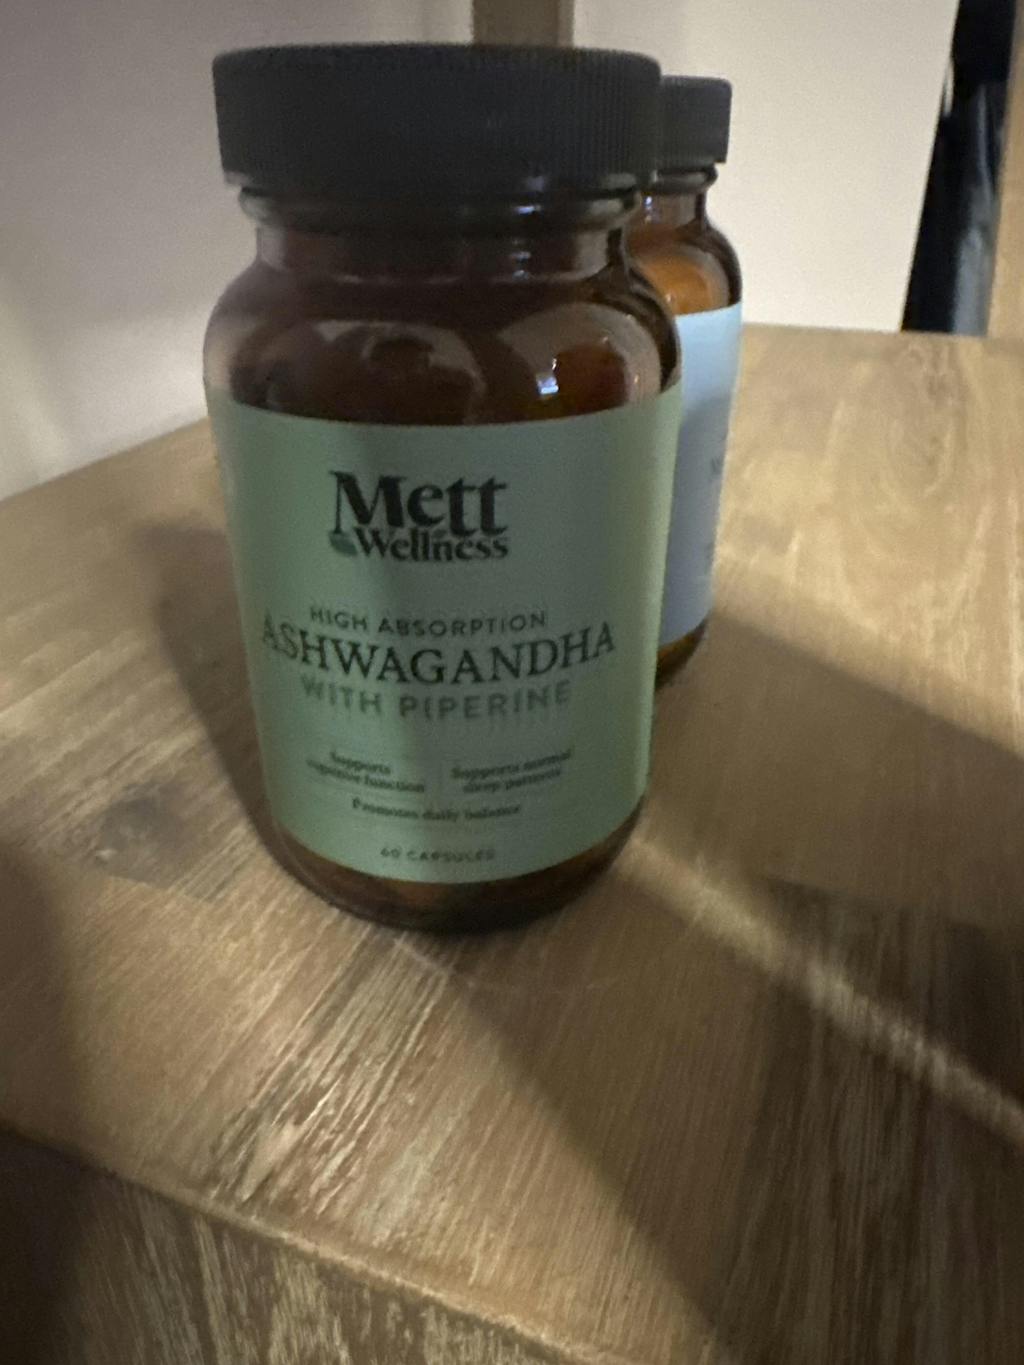 Mett
Wellness
HIGH ABSORPTION
ASHWAGANDHA
WITH PIPERINE
Supports
cognitive function
Supports normal
sleep patterns
Promotes daily balance
60 CAPSULES